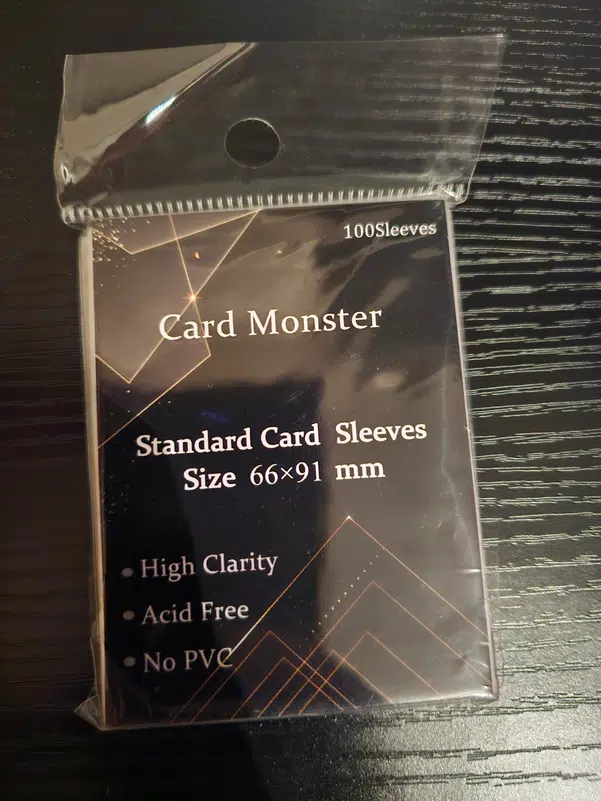 100Sleeves
Card Monster
Standard Card Sleeves
Size 66×91 mm
• High Clarity
• Acid Free
• No PVC